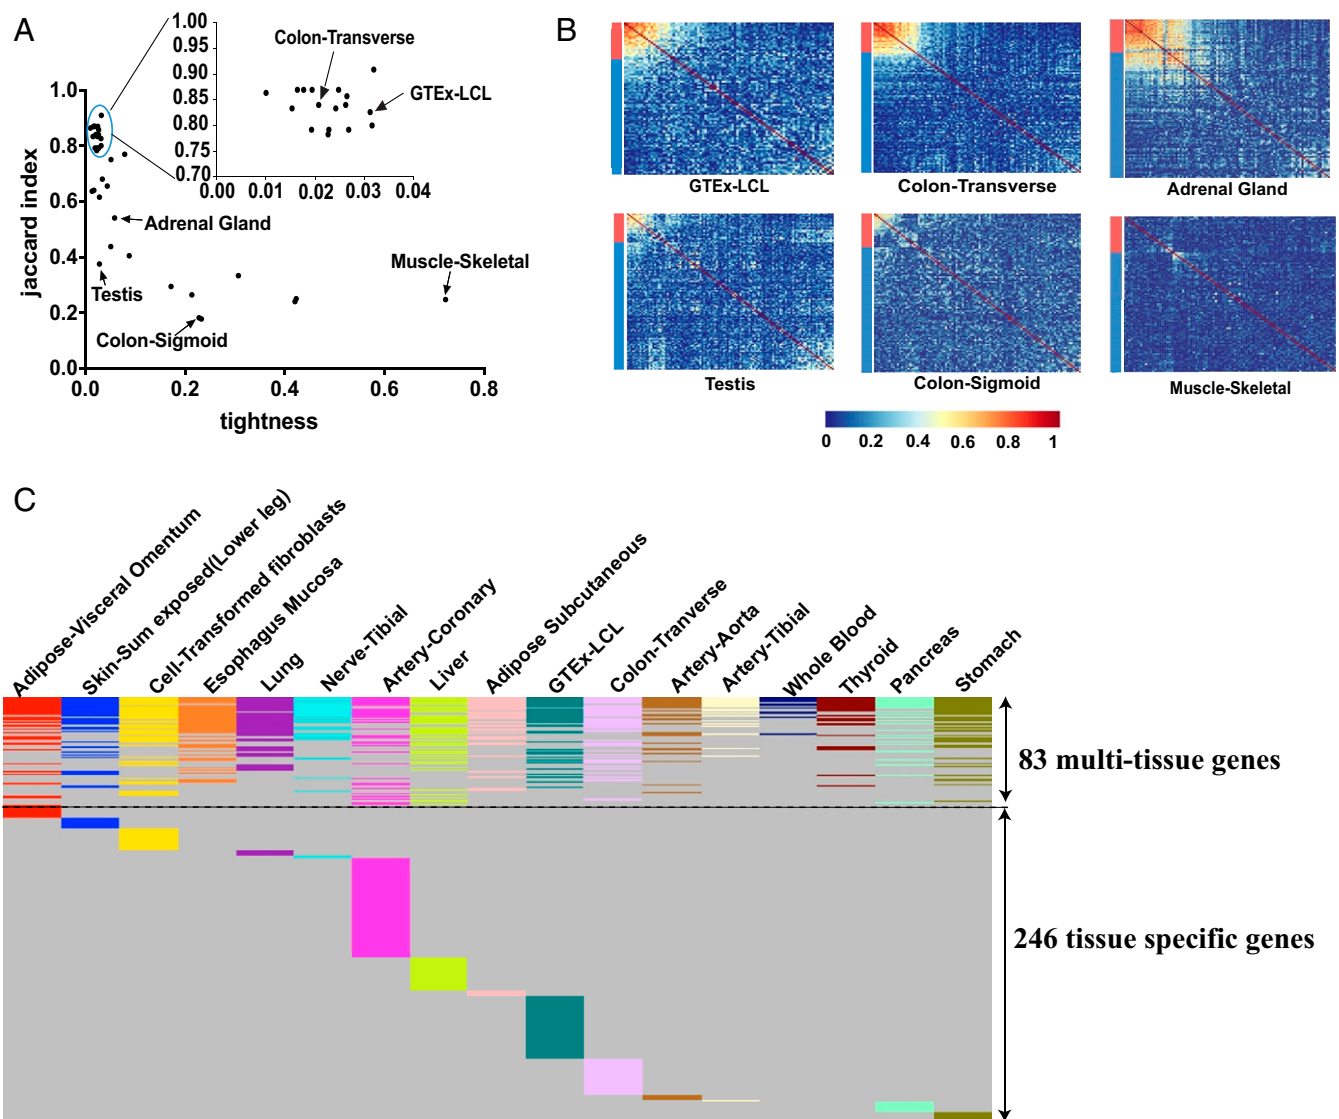 A
1.00
0.95
0.90
0.85
0.80
0.75
0.70
0.00 0.01 0.02 0.03 0.04
Colon-Transverse
GTEx-LCL
jaccard index
1.0
0.8
0.6
0.4
0.2
0.0
0.0 0.2 0.4 0.6 0.8
tightness
Adrenal Gland
Testis
Colon-Sigmoid
Muscle-Skeletal
B
GTEx-LCL
Colon-Transverse
Adrenal Gland
Testis
Colon-Sigmoid
Muscle-Skeletal
0 0.2 0.4 0.6 0.8 1
C
Adipose-Visceral Omentum
Skin-Sum exposed(Lower leg)
Cell-Transformed fibroblasts
Esophagus Mucosa
Lung
Nerve-Tibial
Artery-Coronary
Liver
Adipose Subcutaneous
GTEx-LCL
Colon-Tranverse
Artery-Aorta
Artery-Tibial
Whole Blood
Thyroid
Pancreas
Stomach
83 multi-tissue genes
246 tissue specific genes